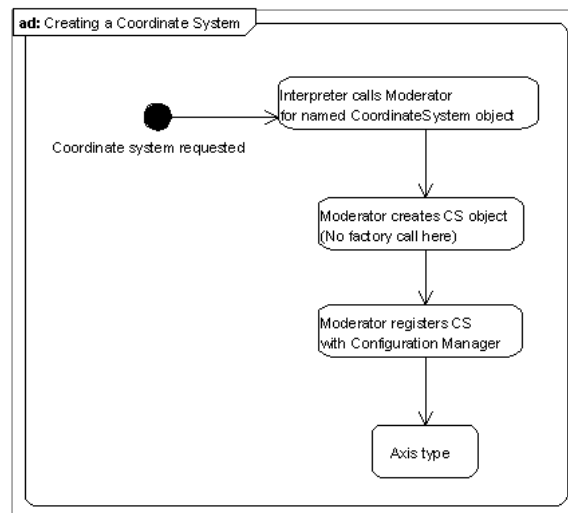 ad: Creating a Coordinate System
Interpreter calls Moderator
for named CoordinateSystem object
Coordinate system requested
Moderator creates CS object
(No factory call here)
Moderator registers CS
with Configuration Manager
Axis type